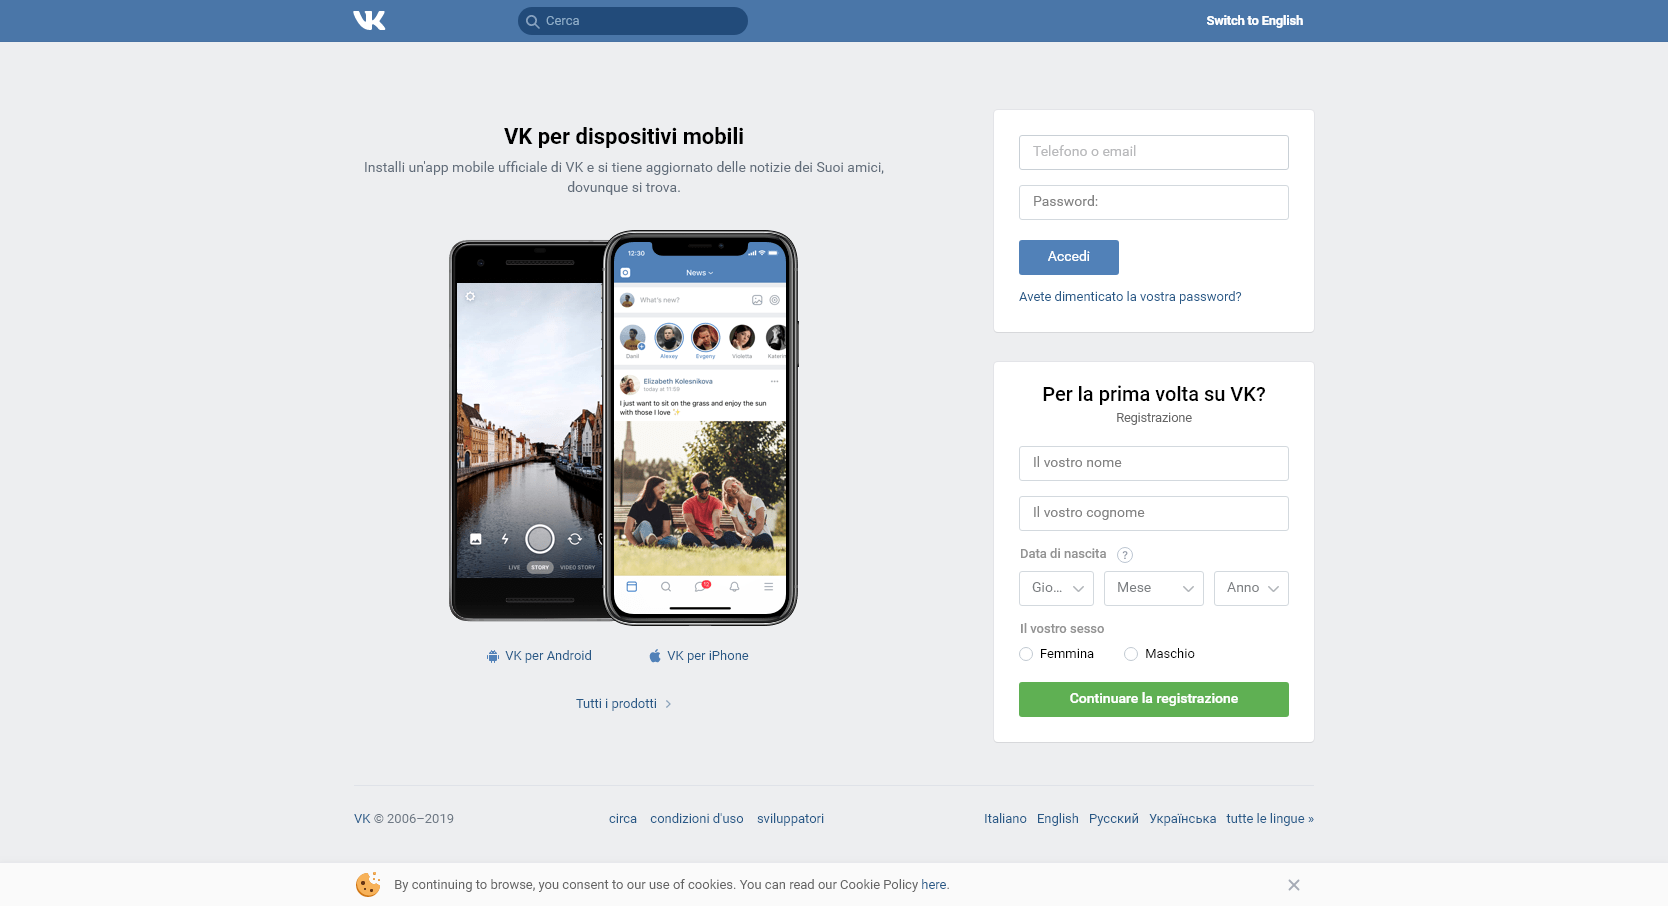 VK
Cerca
Switch to English
VK per dispositivi mobili
Installi un'app mobile ufficiale di VK e si tiene aggiornato delle notizie dei Suoi amici,
dovunque si trova.
12:30
News
What's new?
Danil Alexey Evgeny Violetta
Elizabeth Kolesnikova
today at 11:59
I just want to sit on the grass and enjoy the sun
with those I love ✨
LIVE STORY VIDEO STORY
VK per Android
VK per iPhone
Tutti i prodotti
Telefono o email
Password:
Accedi
Avete dimenticato la vostra password?
Per la prima volta su VK?
Registrazione
Il vostro nome
Il vostro cognome
Data di nascita ?
Gio... Mese Anno
Il vostro sesso
Femmina Maschio
Continuare la registrazione
VK © 2006–2019
circa condizioni d'uso sviluppatori
Italiano English Русский Українська tutte le lingue »
By continuing to browse, you consent to our use of cookies. You can read our Cookie Policy here.